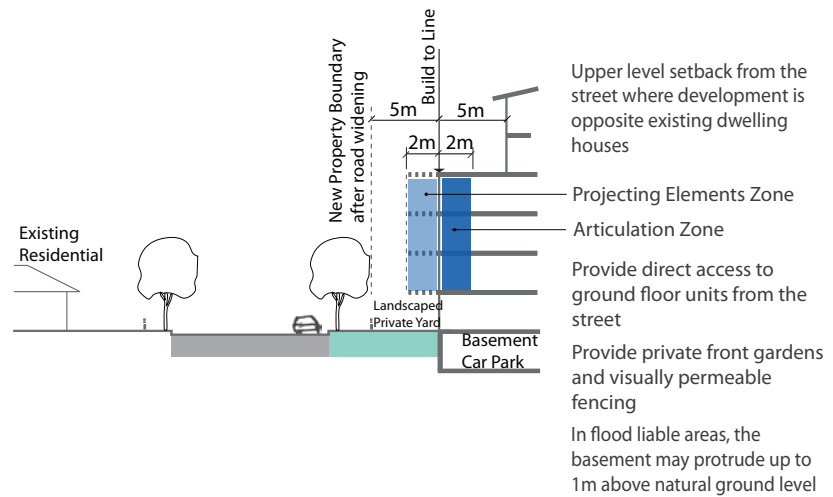 New Property Boundary
after road widening
Build to Line
5m
5m
2m
2m
Upper level setback from the
street where development is
opposite existing dwelling
houses
Projecting Elements Zone
Articulation Zone
Existing
Residential
Provide direct access to
ground floor units from the
street
Landscaped
Private Yard
Basement
Car Park
Provide private front gardens
and visually permeable
fencing
In flood liable areas, the
basement may protrude up to
1m above natural ground level